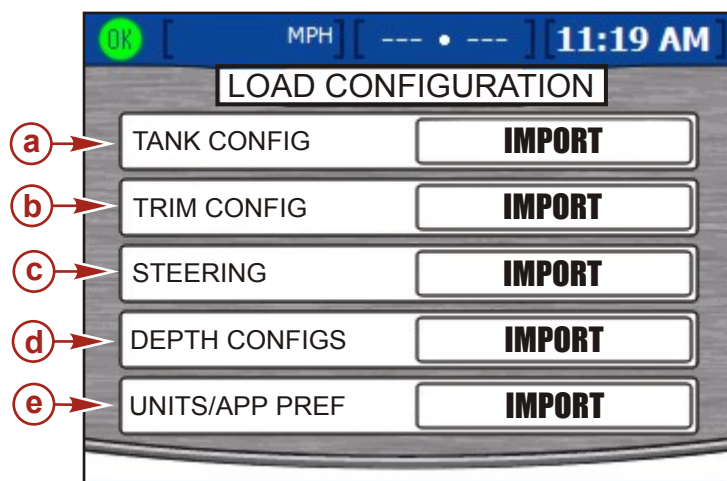 OK [ MPH ] [ --- • --- ] [ 11:19 AM ]
LOAD CONFIGURATION
a TANK CONFIG IMPORT
b TRIM CONFIG IMPORT
c STEERING IMPORT
d DEPTH CONFIGS IMPORT
e UNITS/APP PREF IMPORT